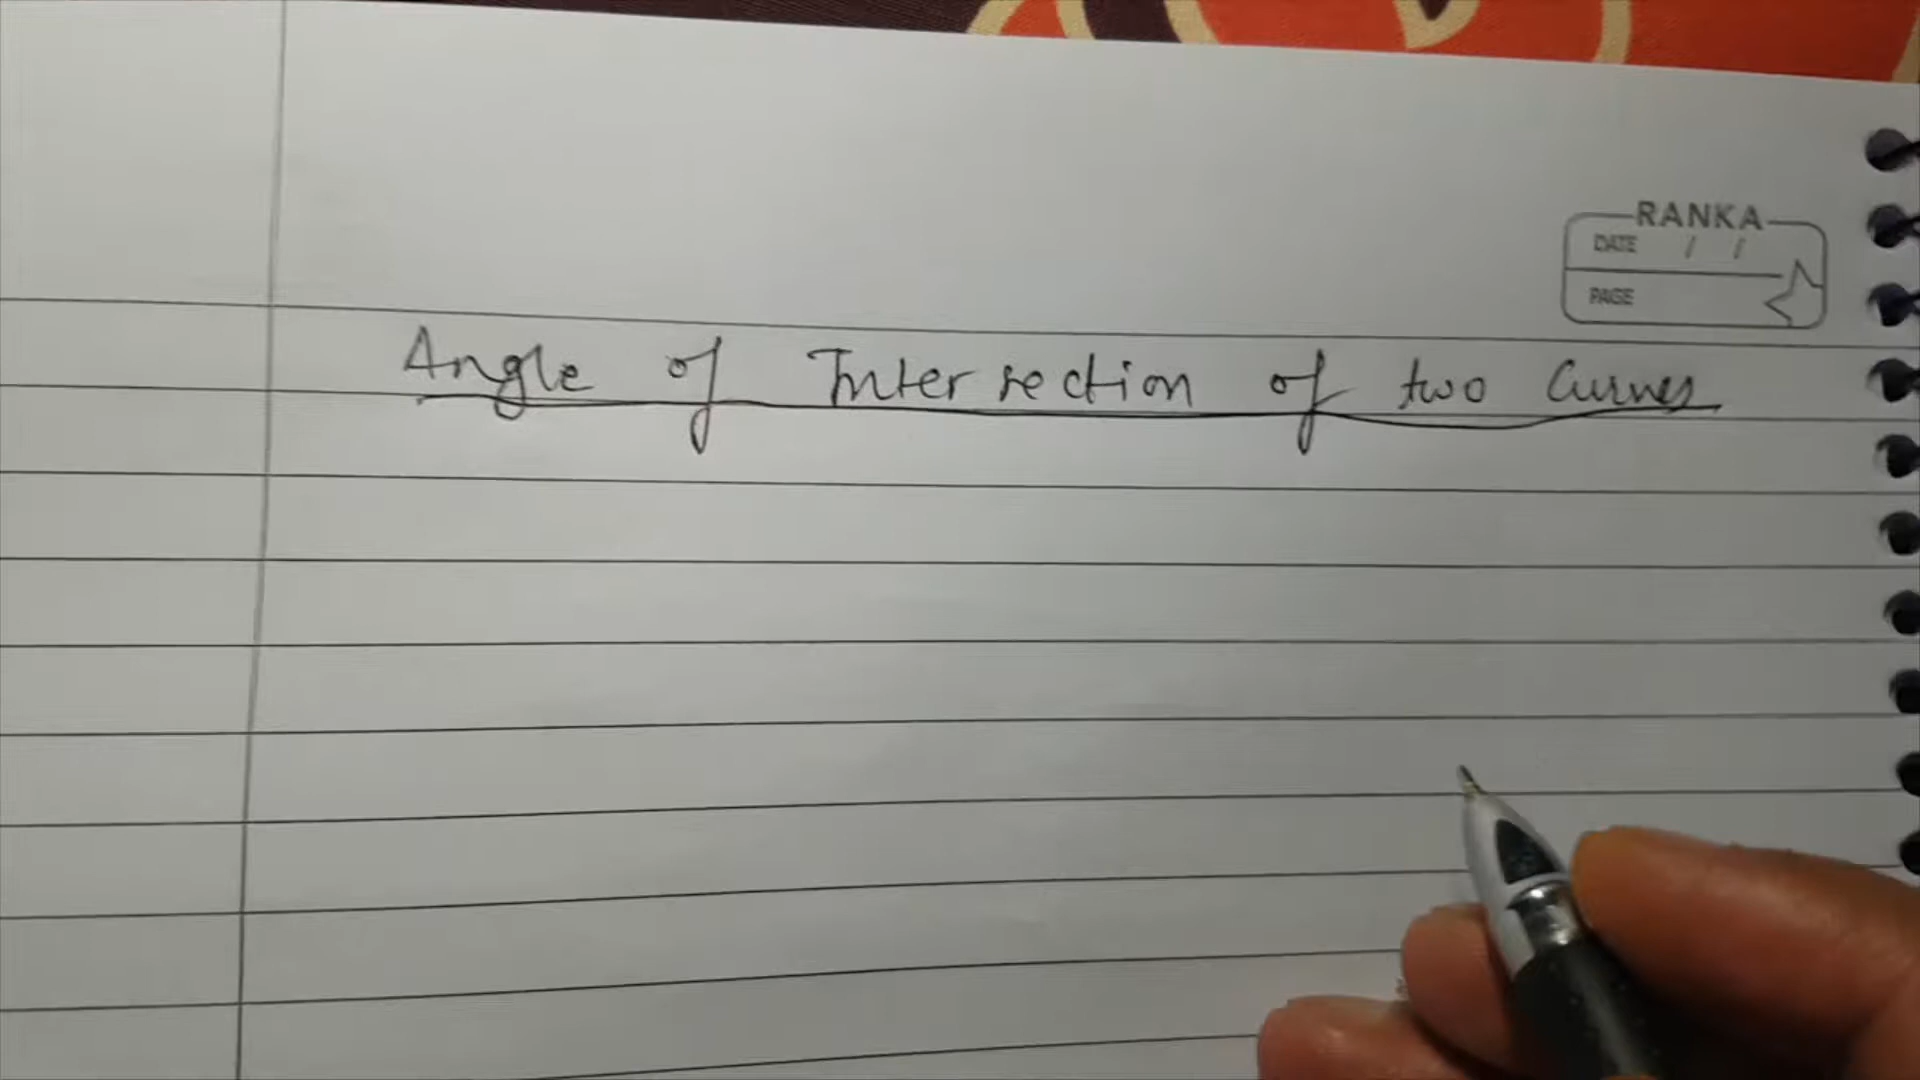 RANKA
DATE / /
PAGE
Angle of Intersection of two Curves